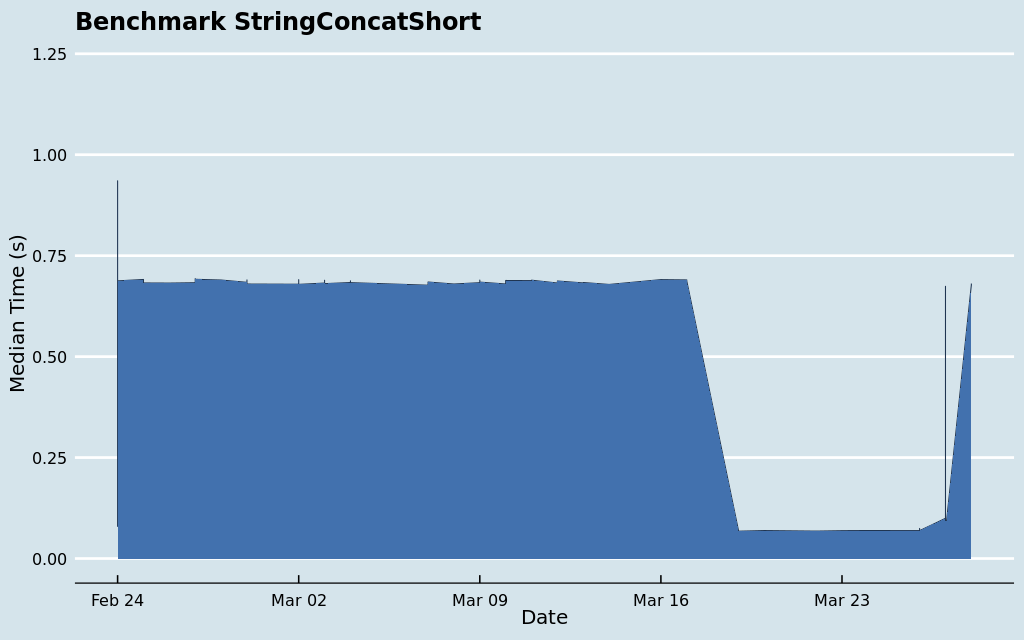 Benchmark StringConcatShort
1.25
1.00
0.75
0.50
0.25
0.00
Median Time (s)
Feb 24
Mar 02
Mar 09
Mar 16
Mar 23
Date